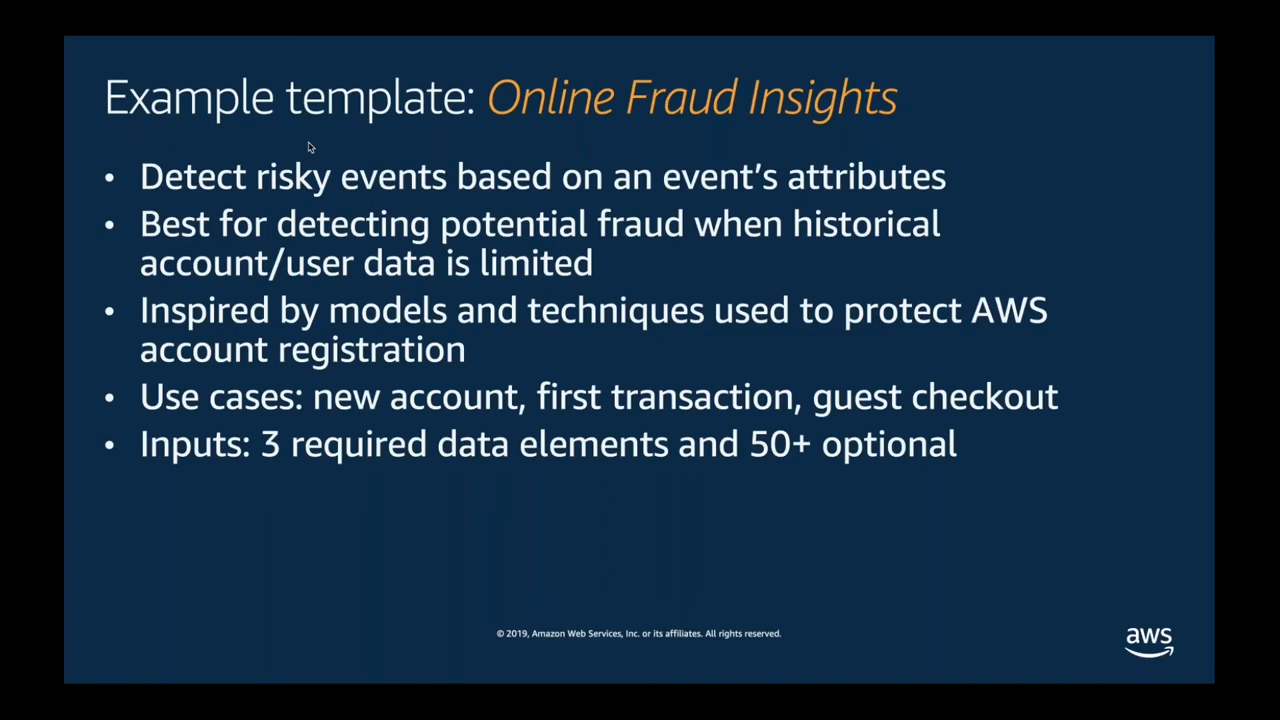 Example template: Online Fraud Insights
• Detect risky events based on an event’s attributes
• Best for detecting potential fraud when historical
account/user data is limited
• Inspired by models and techniques used to protect AWS
account registration
• Use cases: new account, first transaction, guest checkout
• Inputs: 3 required data elements and 50+ optional
© 2019, Amazon Web Services, Inc. or its affiliates. All rights reserved.
aws